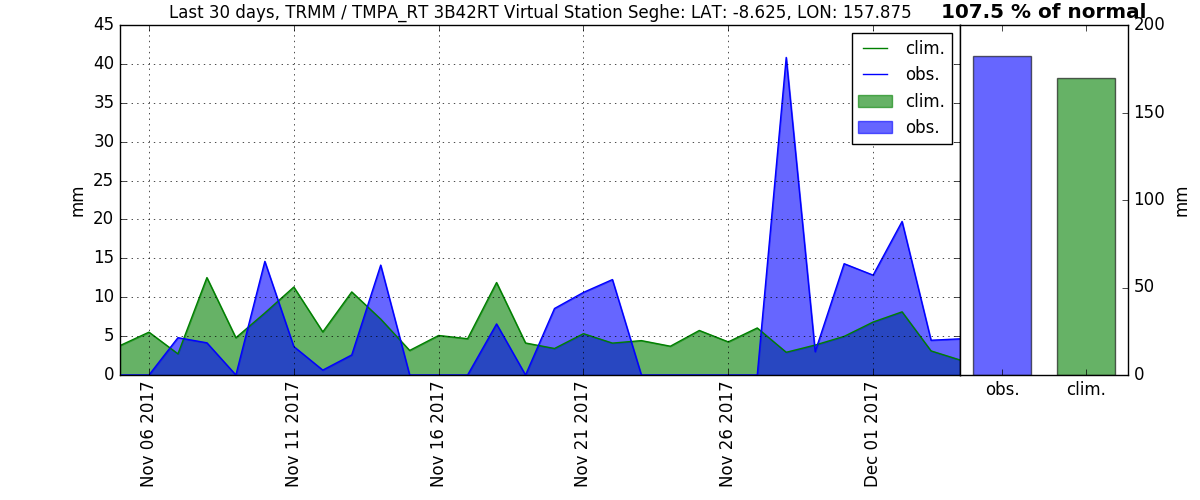 Last 30 days, TRMM / TMPA_RT 3B42RT Virtual Station Seghe: LAT: -8.625, LON: 157.875
107.5 % of normal
45
40
35
30
25
20
15
10
5
0
mm
clim.
obs.
clim.
obs.
200
150
100
50
0
mm
obs.
clim.
Nov 06 2017
Nov 11 2017
Nov 16 2017
Nov 21 2017
Nov 26 2017
Dec 01 2017